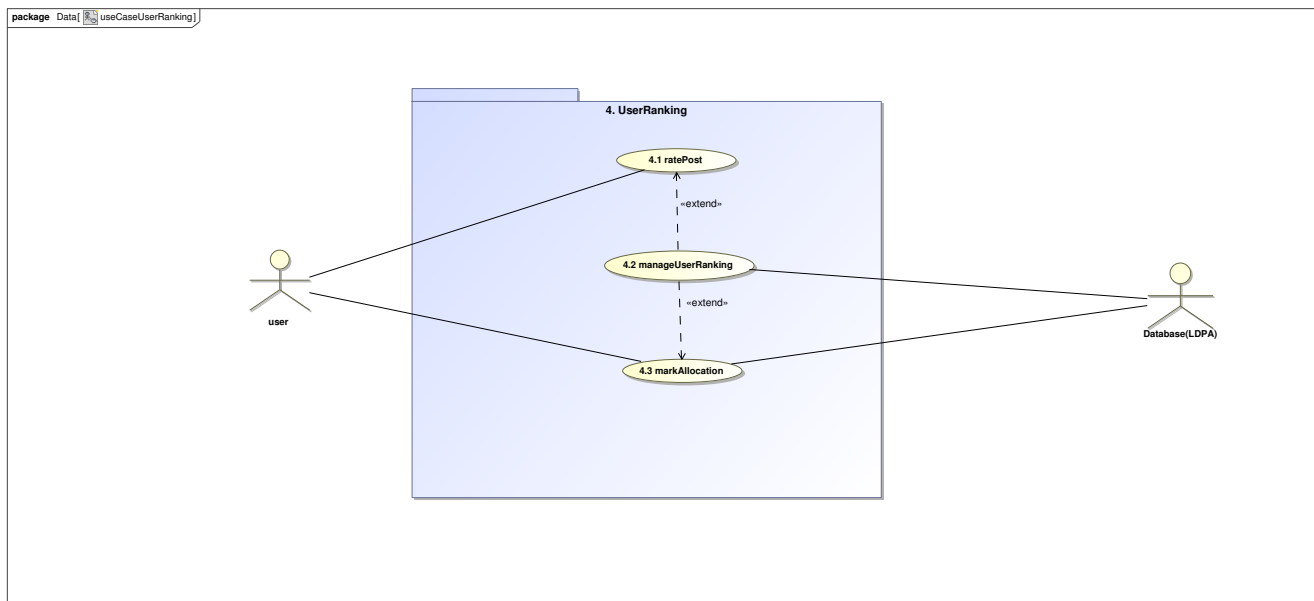 package Data[ useCaseUserRanking]
4. UserRanking
4.1 ratePost
«extend»
4.2 manageUserRanking
«extend»
user
Database(LDPA)
4.3 markAllocation